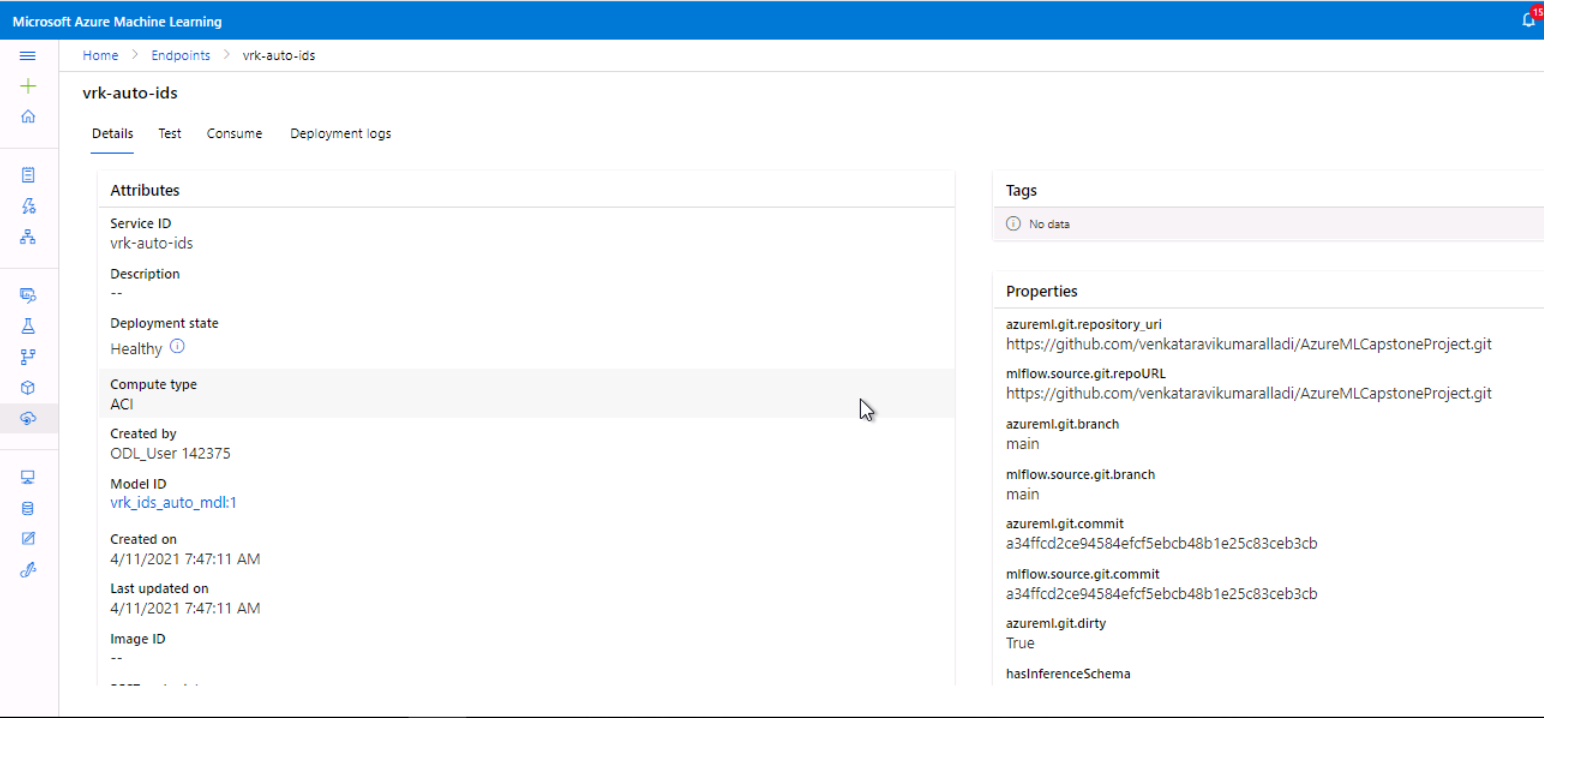 Microsoft Azure Machine Learning
15
Home > Endpoints > vrk-auto-ids
vrk-auto-ids
Details Test Consume Deployment logs
Attributes
Service ID
vrk-auto-ids
Description
--
Deployment state
Healthy
Compute type
ACI
Created by
ODL_User 142375
Model ID
vrk_ids_auto_mdl:1
Created on
4/11/2021 7:47:11 AM
Last updated on
4/11/2021 7:47:11 AM
Image ID
--
Tags
No data
Properties
azureml.git.repository_uri
https://github.com/venkataravikumaralladi/AzureMLCapstoneProject.git
mlflow.source.git.repoURL
https://github.com/venkataravikumaralladi/AzureMLCapstoneProject.git
azureml.git.branch
main
mlflow.source.git.branch
main
azureml.git.commit
a34ffcd2ce94584efcf5ebcb48b1e25c83ceb3cb
mlflow.source.git.commit
a34ffcd2ce94584efcf5ebcb48b1e25c83ceb3cb
azureml.git.dirty
True
hasInferenceSchema